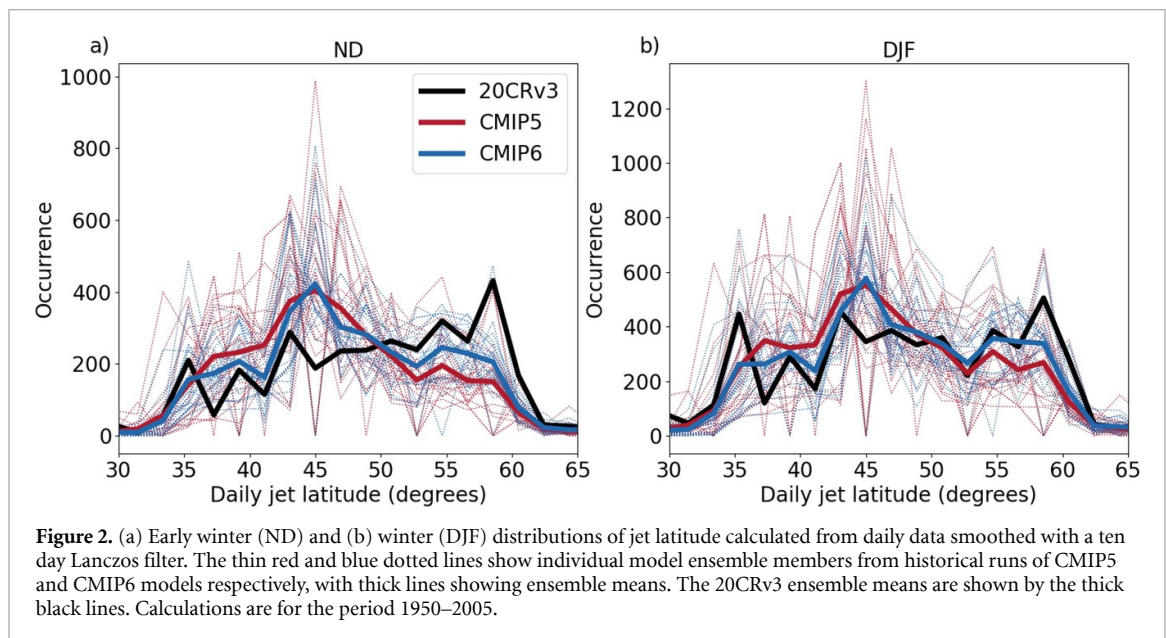 a)
ND
1000
800
600
400
200
0
Occurrence
30 35 40 45 50 55 60 65
Daily jet latitude (degrees)
20CRv3
CMIP5
CMIP6
b)
DJF
1200
1000
800
600
400
200
0
Occurrence
30 35 40 45 50 55 60 65
Daily jet latitude (degrees)
Figure 2. (a) Early winter (ND) and (b) winter (DJF) distributions of jet latitude calculated from daily data smoothed with a ten
day Lanczos filter. The thin red and blue dotted lines show individual model ensemble members from historical runs of CMIP5
and CMIP6 models respectively, with thick lines showing ensemble means. The 20CRv3 ensemble means are shown by the thick
black lines. Calculations are for the period 1950–2005.